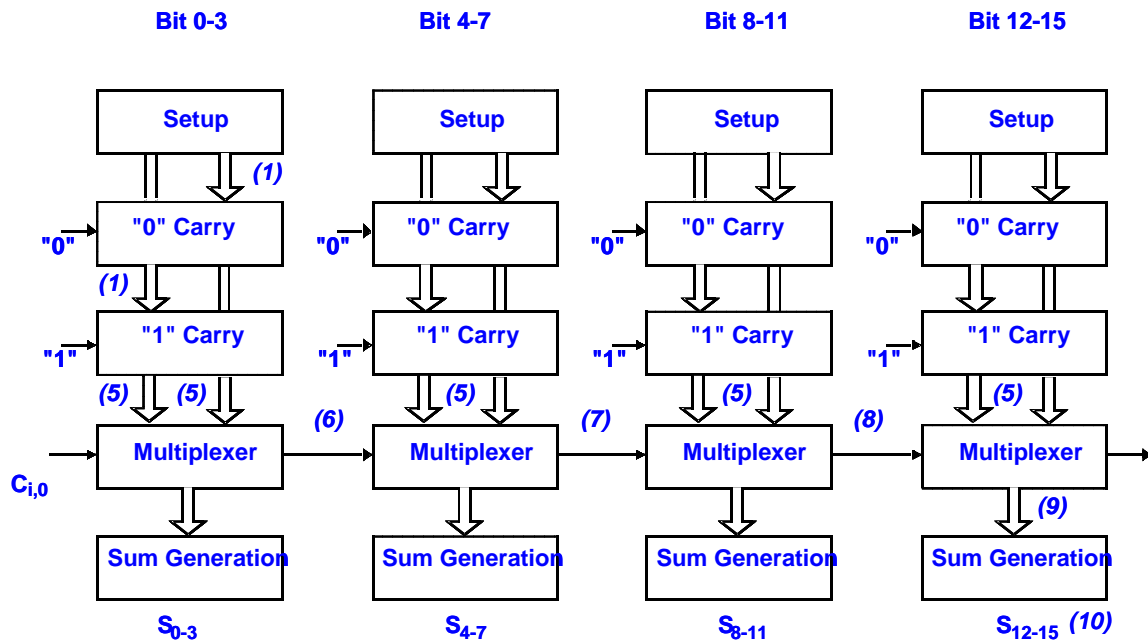 Bit 0-3 Bit 4-7 Bit 8-11 Bit 12-15
Setup Setup Setup Setup
(1)
"0" Carry "0" Carry "0" Carry "0" Carry
"0" "0" "0" "0"
(1)
"1" Carry "1" Carry "1" Carry "1" Carry
"1" "1" "1" "1"
(5) (5) (5) (5) (5)
(6) (7) (8)
Multiplexer Multiplexer Multiplexer Multiplexer
Ci,0
(9)
Sum Generation Sum Generation Sum Generation Sum Generation
S0-3 S4-7 S8-11 S12-15 (10)